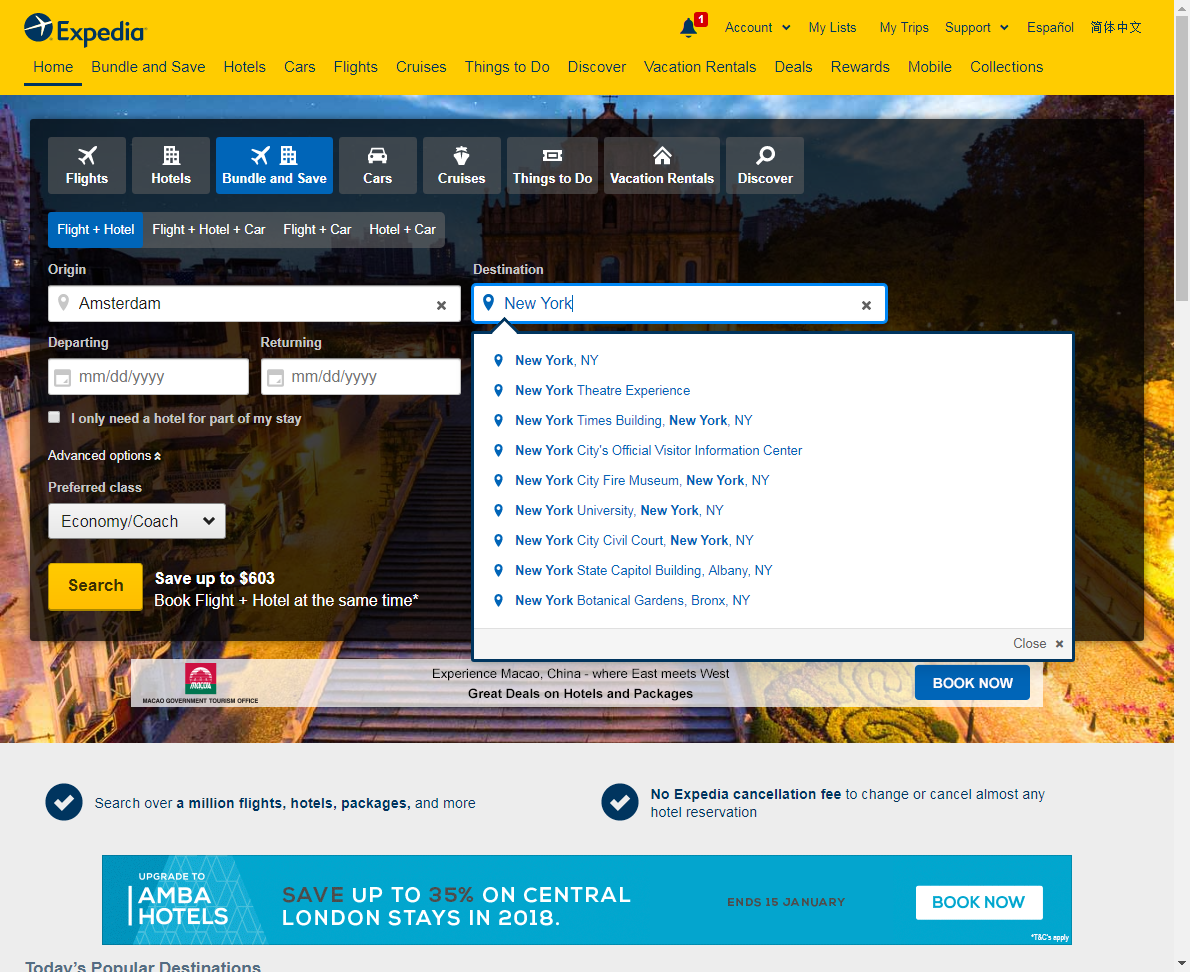 Expedia
1
Account
My Lists
My Trips
Support
Español
简体中文
Home
Bundle and Save
Hotels
Cars
Flights
Cruises
Things to Do
Discover
Vacation Rentals
Deals
Rewards
Mobile
Collections
Flights
Hotels
Bundle and Save
Cars
Cruises
Things to Do
Vacation Rentals
Discover
Flight + Hotel
Flight + Hotel + Car
Flight + Car
Hotel + Car
Origin
Amsterdam
Destination
New York
Departing
mm/dd/yyyy
Returning
mm/dd/yyyy
I only need a hotel for part of my stay
Advanced options
Preferred class
Economy/Coach
Search
Save up to $603
Book Flight + Hotel at the same time*
New York, NY
New York Theatre Experience
New York Times Building, New York, NY
New York City's Official Visitor Information Center
New York City Fire Museum, New York, NY
New York University, New York, NY
New York City Civil Court, New York, NY
New York State Capitol Building, Albany, NY
New York Botanical Gardens, Bronx, NY
Close
MACAO GOVERNMENT TOURISM OFFICE
Experience Macao, China - where East meets West
Great Deals on Hotels and Packages
BOOK NOW
Search over a million flights, hotels, packages, and more
No Expedia cancellation fee to change or cancel almost any
hotel reservation
UPGRADE TO
AMBA
HOTELS
SAVE UP TO 35% ON CENTRAL
LONDON STAYS IN 2018.
ENDS 15 JANUARY
BOOK NOW
*T&C's apply
Today's Popular Destinations